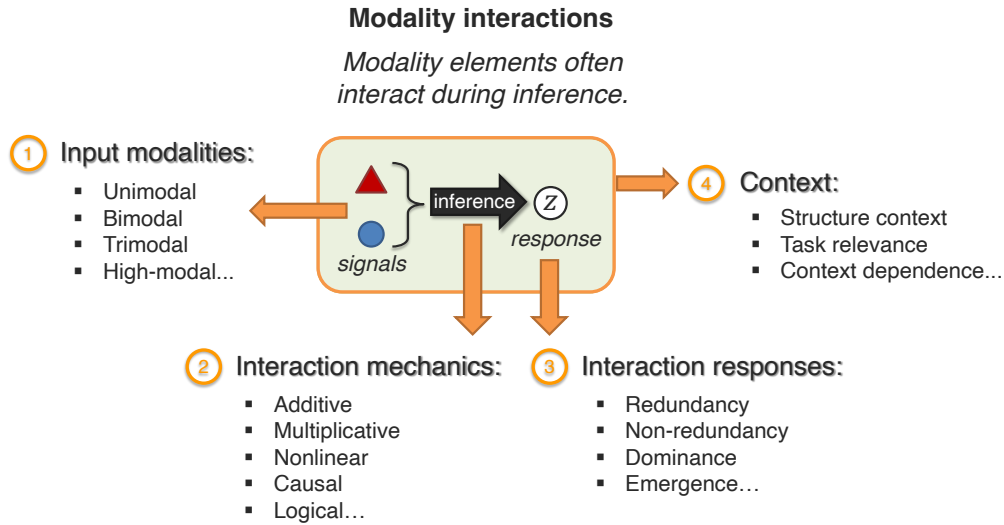 Modality interactions
Modality elements often
interact during inference.
1 Input modalities:
▪ Unimodal
▪ Bimodal
▪ Trimodal
▪ High-modal...
signals
inference
z
response
4 Context:
▪ Structure context
▪ Task relevance
▪ Context dependence...
2 Interaction mechanics:
▪ Additive
▪ Multiplicative
▪ Nonlinear
▪ Causal
▪ Logical…
3 Interaction responses:
▪ Redundancy
▪ Non-redundancy
▪ Dominance
▪ Emergence…